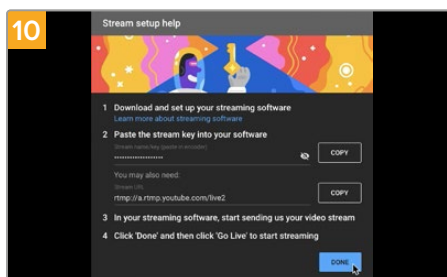 10
Stream setup help
1 Download and set up your streaming software
Learn more about streaming software
2 Paste the stream key into your software
Stream name/key (paste in encoder)
•••••••••••••••••••
COPY
You may also need:
Stream URL
rtmp://a.rtmp.youtube.com/live2
COPY
3 In your streaming software, start sending us your video stream
4 Click 'Done' and then click 'Go Live' to start streaming
DONE